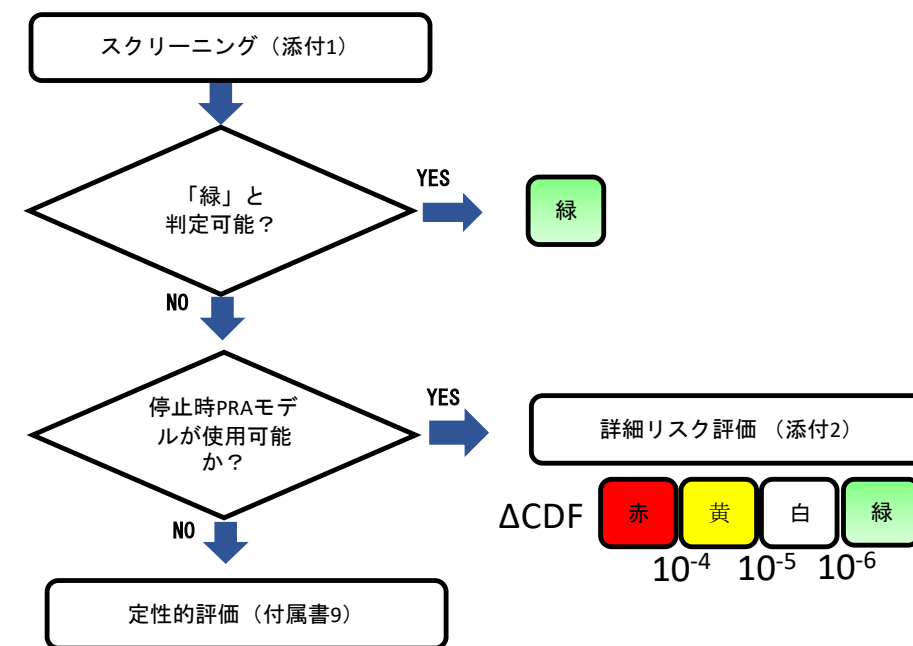 スクリーニング（添付1）
「緑」と
判定可能？
YES
緑
NO
停止時PRAモデ
ルが使用可能
か？
YES
詳細リスク評価 （添付2）
ΔCDF 赤 黄 白 緑
10-4 10-5 10-6
NO
定性的評価（付属書9）